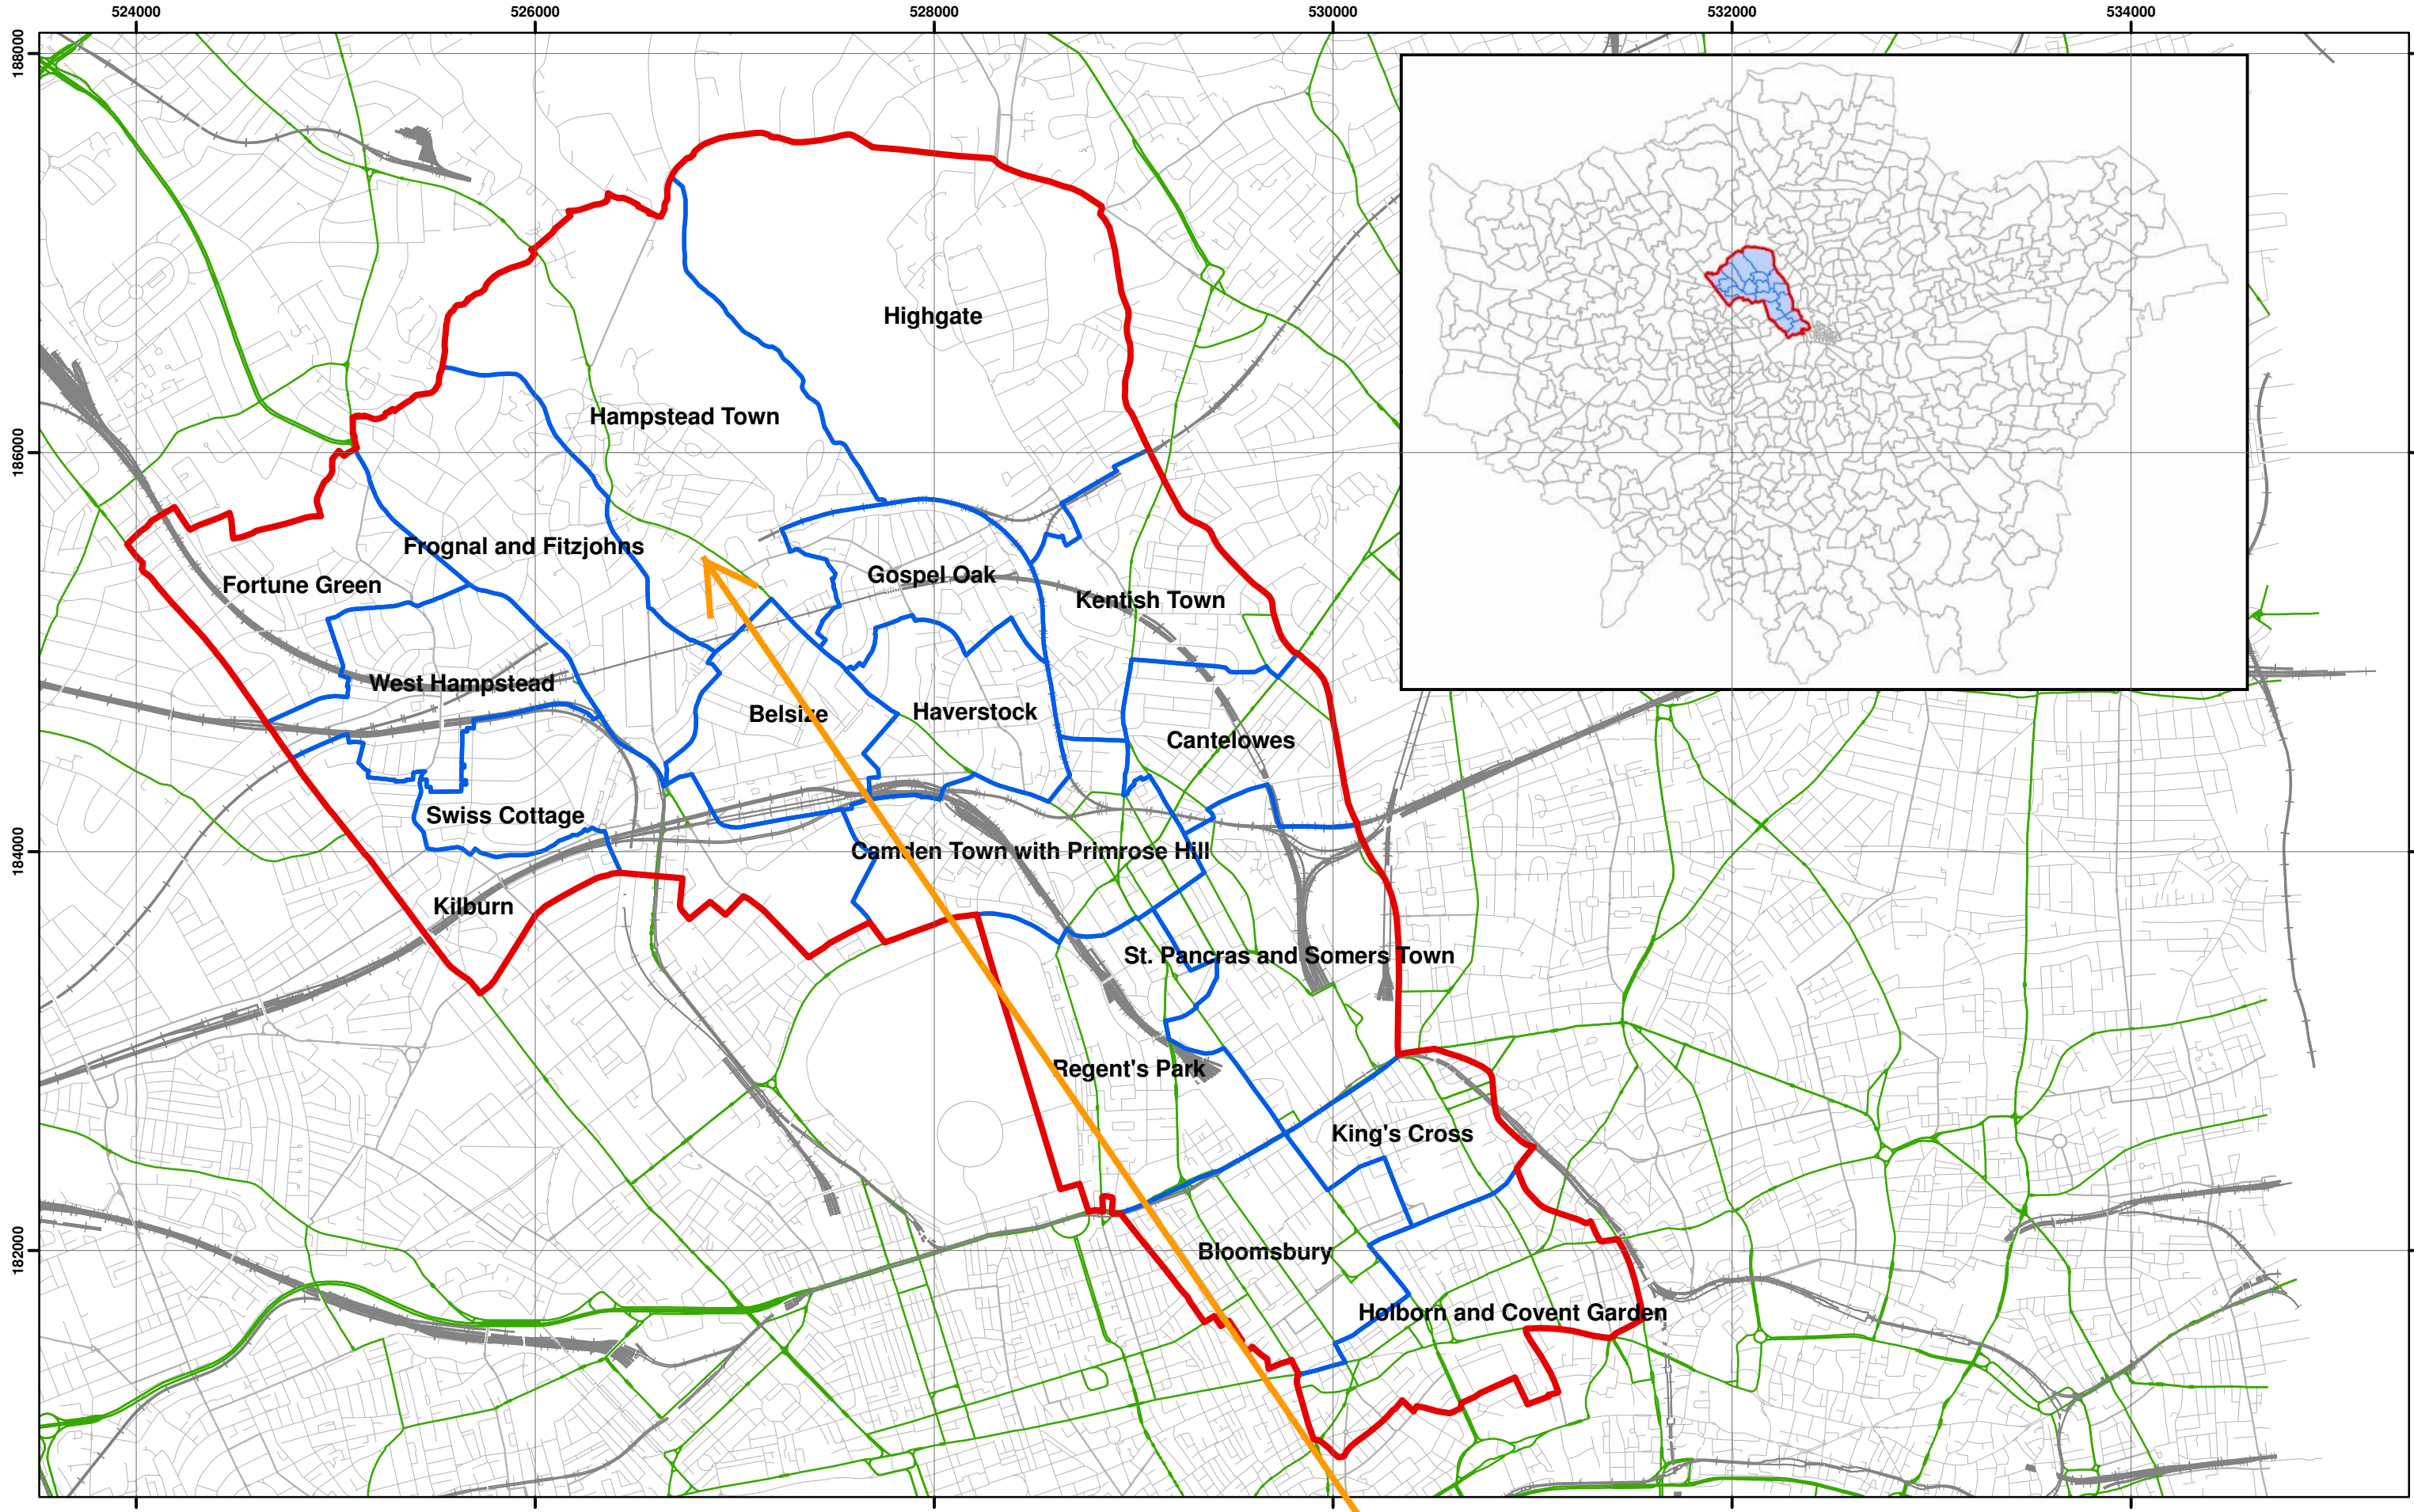 524000 526000 528000 530000 532000 534000
188000
Highgate
Hampstead Town
186000
Frognal and Fitzjohns
Gospel Oak
Fortune Green
Kentish Town
West Hampstead
Belsize
Haverstock
Cantelowes
Swiss Cottage
184000
Camden Town with Primrose Hill
Kilburn
St. Pancras and Somers Town
Regent's Park
King's Cross
182000
Bloomsbury
Holborn and Covent Garden